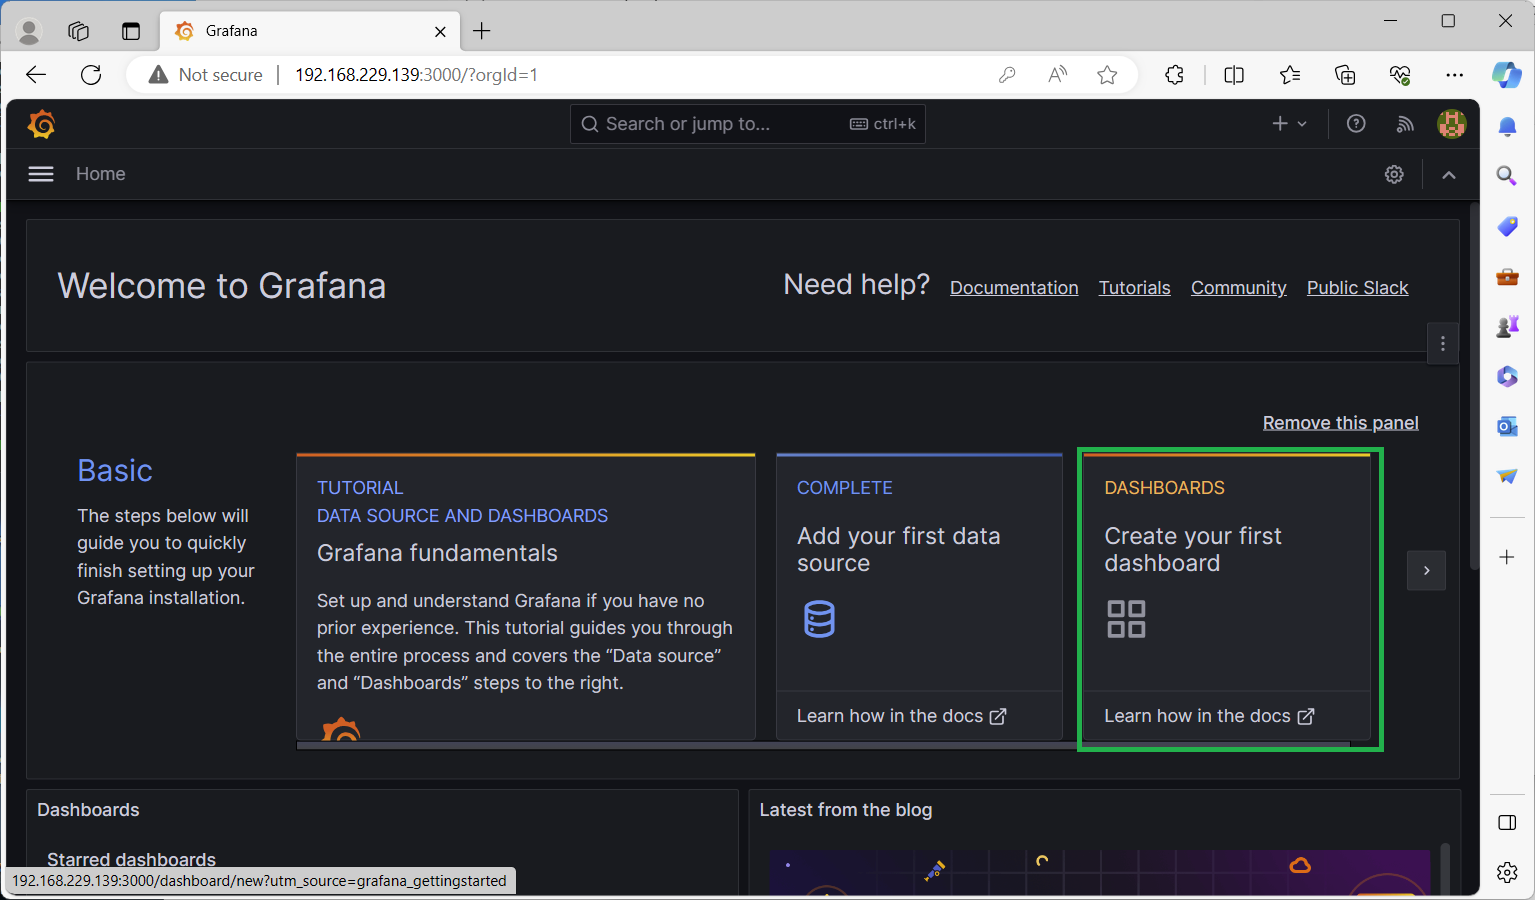 Grafana
Not secure
192.168.229.139:3000/?orgId=1
Search or jump to...
ctrl+k
Home
Welcome to Grafana
Need help?
Documentation
Tutorials
Community
Public Slack
Remove this panel
Basic
The steps below will
guide you to quickly
finish setting up your
Grafana installation.
TUTORIAL
DATA SOURCE AND DASHBOARDS
Grafana fundamentals
Set up and understand Grafana if you have no
prior experience. This tutorial guides you through
the entire process and covers the “Data source”
and “Dashboards” steps to the right.
COMPLETE
Add your first data
source
Learn how in the docs
DASHBOARDS
Create your first
dashboard
Learn how in the docs
Dashboards
Starred dashboards
Latest from the blog
192.168.229.139:3000/dashboard/new?utm_source=grafana_gettingstarted